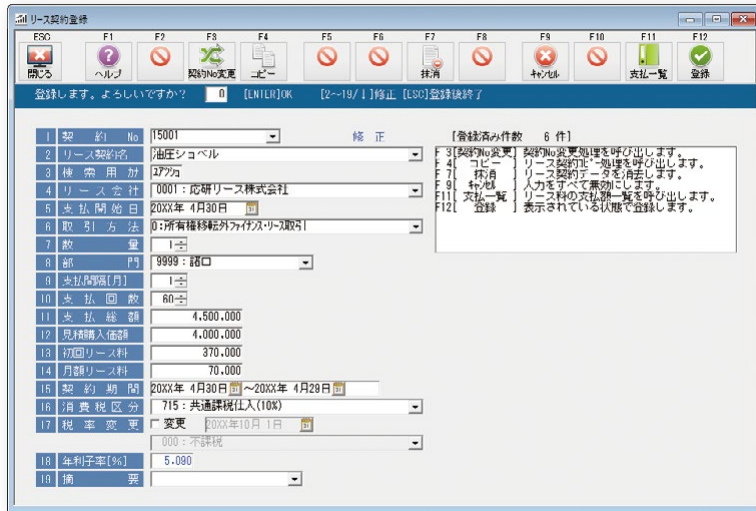 リース契約登録
ESC F1 F2 F3 F4 F5 F6 F7 F8 F9 F10 F11 F12
閉じる ヘルプ 契約No変更 コピー 抹消 キャンセル 支払一覧 登録
登録します。よろしいですか? 0 [ENTER]OK [2~19/↓]修正 [ESC]登録後終了
1 契約No 15001 修正 [登録済み件数 6 件]
2 リース契約名 油圧ショベル
3 検索用カナ ユアツショ
4 リース会社 0001:応研リース株式会社
5 支払開始日 20XX年 4月30日
6 取引方法 0:所有権移転外ファイナンス・リース取引
7 数量 1
8 部門 9999:諸口
9 支払間隔[月] 1
10 支払回数 60
11 支払総額 4,500,000
12 見積購入価額 4,000,000
13 初回リース料 370,000
14 月額リース料 70,000
15 契約期間 20XX年 4月30日~20XX年 4月29日
16 消費税区分 715:共通課税仕入(10%)
17 税率変更 変更 20XX年10月 1日
000:不課税
18 年利子率[%] 5.090
19 摘要
F 3[契約No変更] 契約No変更処理を呼び出します。
F 4[ コピー ] リース契約コピー処理を呼び出します。
F 7[ 抹消 ] リース契約データを消去します。
F 9[ キャンセル ] 入力をすべて無効にします。
F11[ 支払一覧 ] リース料の支払額一覧を呼び出します。
F12[ 登録 ] 表示されている状態で登録します。